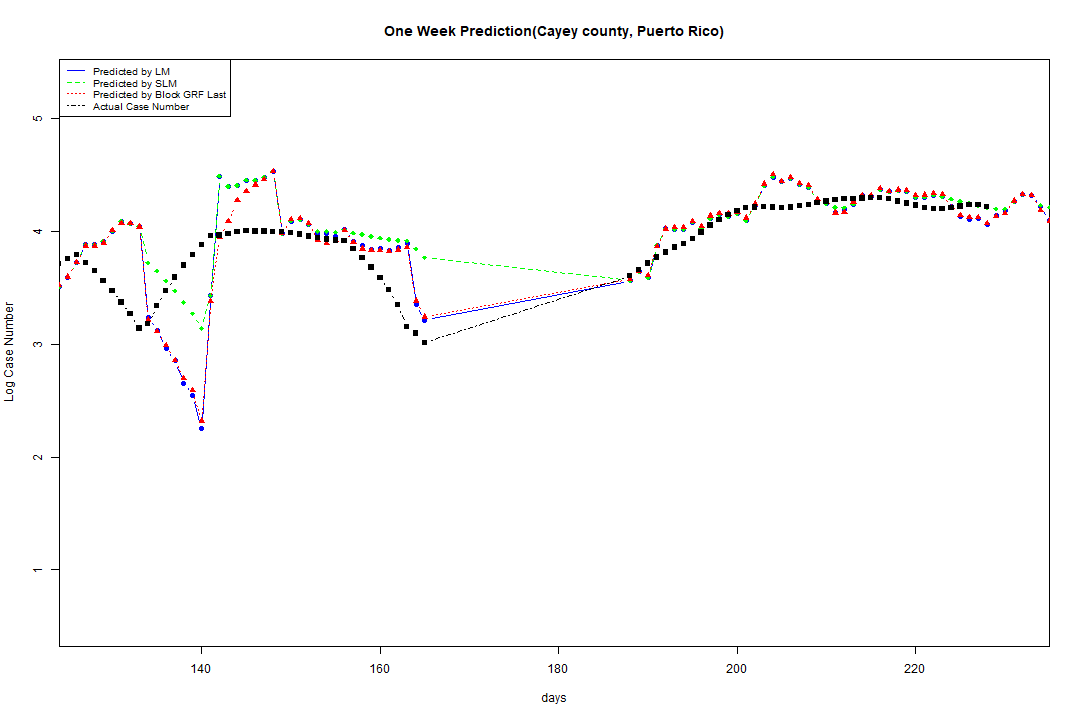 One Week Prediction(Cayey county, Puerto Rico)
Predicted by LM
Predicted by SLM
Predicted by Block GRF Last
Actual Case Number
5
4
3
2
1
Log Case Number
140 160 180 200 220
days